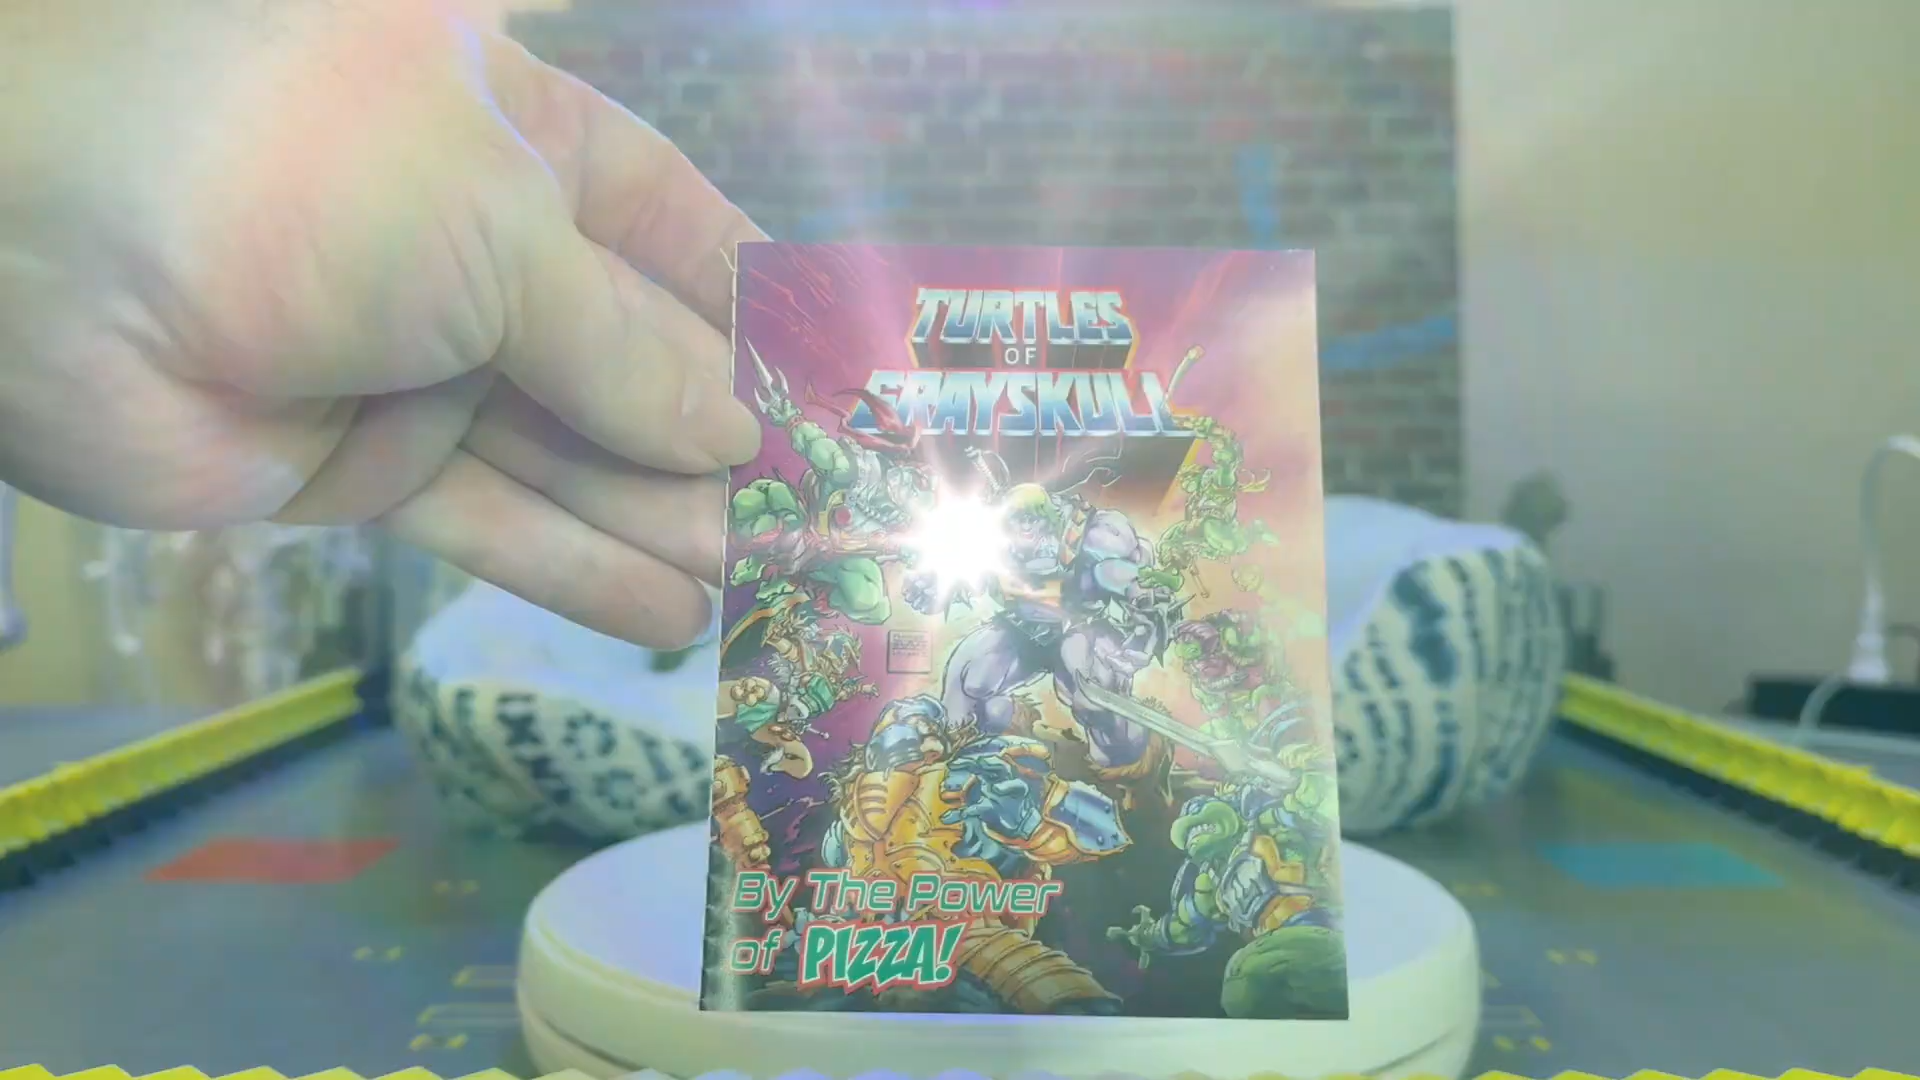 TURTLES
OF
GRAYSKULL
By The Power
of PIZZA!